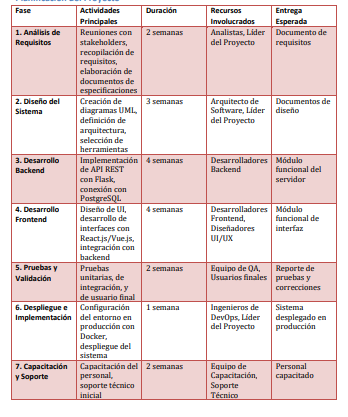 Fase Actividades Duración Recursos Entrega
Principales Involucrados Esperada
1. Análisis de Reuniones con 2 semanas Analistas, Líder Documento de
Requisitos stakeholders, del Proyecto requisitos
recopilación de
requisitos,
elaboración de
documentos de
especificaciones
2. Diseño del Creación de 3 semanas Arquitecto de Documentos de
Sistema diagramas UML, Software, Líder diseño
definición de del Proyecto
arquitectura,
selección de
herramientas
3. Desarrollo Implementación 4 semanas Desarrolladores Módulo
Backend de API REST Backend funcional del
con Flask, servidor
conexión con
PostgreSQL
4. Desarrollo Diseño de UI, 4 semanas Desarrolladores Módulo
Frontend desarrollo de Frontend, funcional de
interfaces con Diseñadores interfaz
React.js/Vue.js, UI/UX
integración con
backend
5. Pruebas y Pruebas 2 semanas Equipo de QA, Reporte de
Validación unitarias, de Usuarios finales pruebas y
integración, y correcciones
de usuario final
6. Despliegue e Configuración 1 semana Ingenieros de Sistema
Implementación del entorno en DevOps, Líder desplegado en
producción con del Proyecto producción
Docker,
despliegue del
sistema
7. Capacitación Capacitación del 2 semanas Equipo de Personal
y Soporte personal, Capacitación, capacitado
soporte técnico Soporte
inicial Técnico